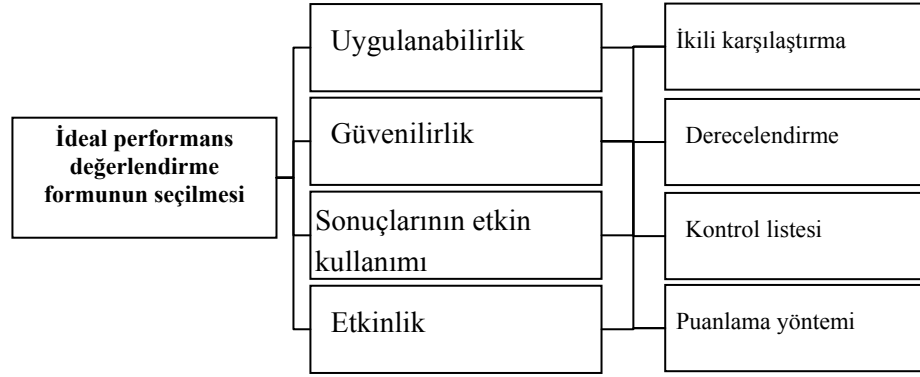 İdeal performans
değerlendirme
formunun seçilmesi
Uygulanabilirlik
Güvenilirlik
Sonuçlarının etkin
kullanımı
Etkinlik
İkili karşılaştırma
Derecelendirme
Kontrol listesi
Puanlama yöntemi